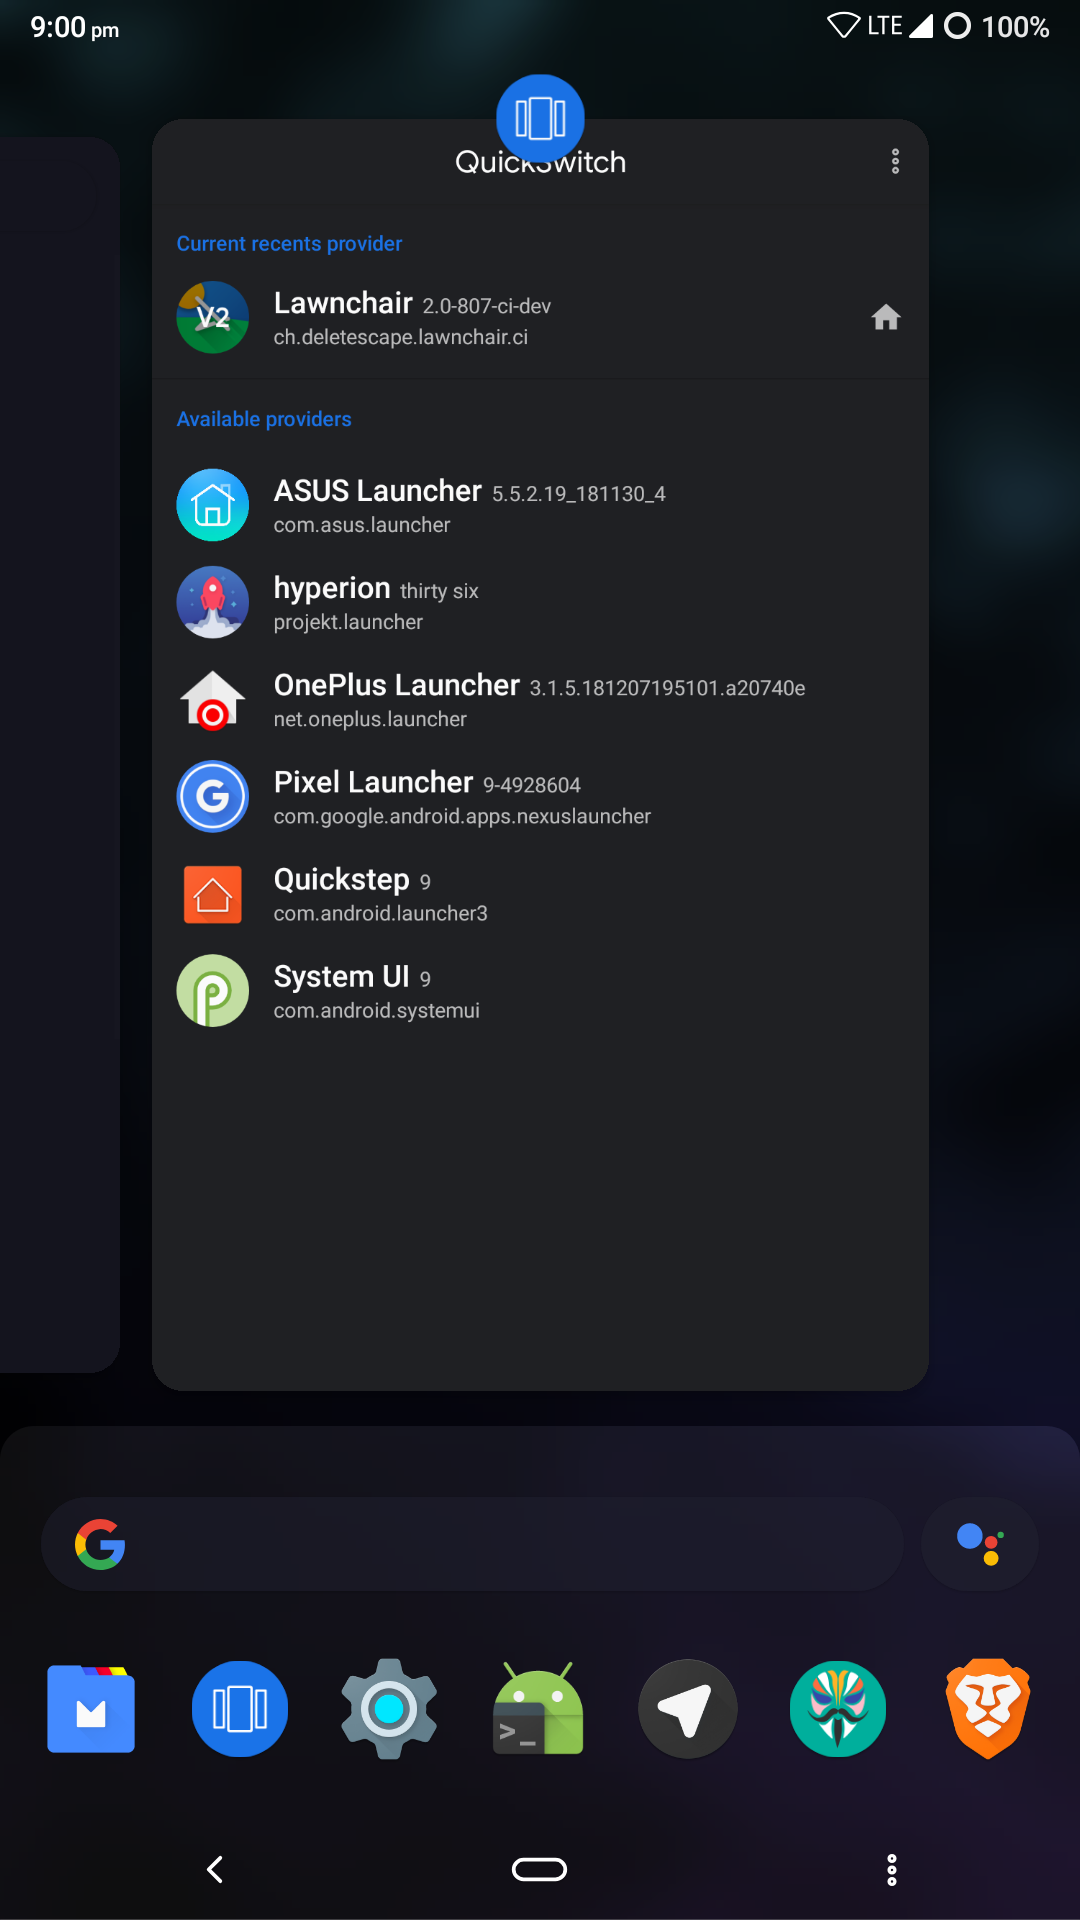 9:00 pm
LTE 100%
QuickSwitch
Current recents provider
V2
Lawnchair 2.0-807-ci-dev
ch.deletescape.lawnchair.ci
Available providers
ASUS Launcher 5.5.2.19_181130_4
com.asus.launcher
hyperion thirty six
projekt.launcher
OnePlus Launcher 3.1.5.181207195101.a20740e
net.oneplus.launcher
Pixel Launcher 9-4928604
com.google.android.apps.nexuslauncher
Quickstep 9
com.android.launcher3
System UI 9
com.android.systemui
>_